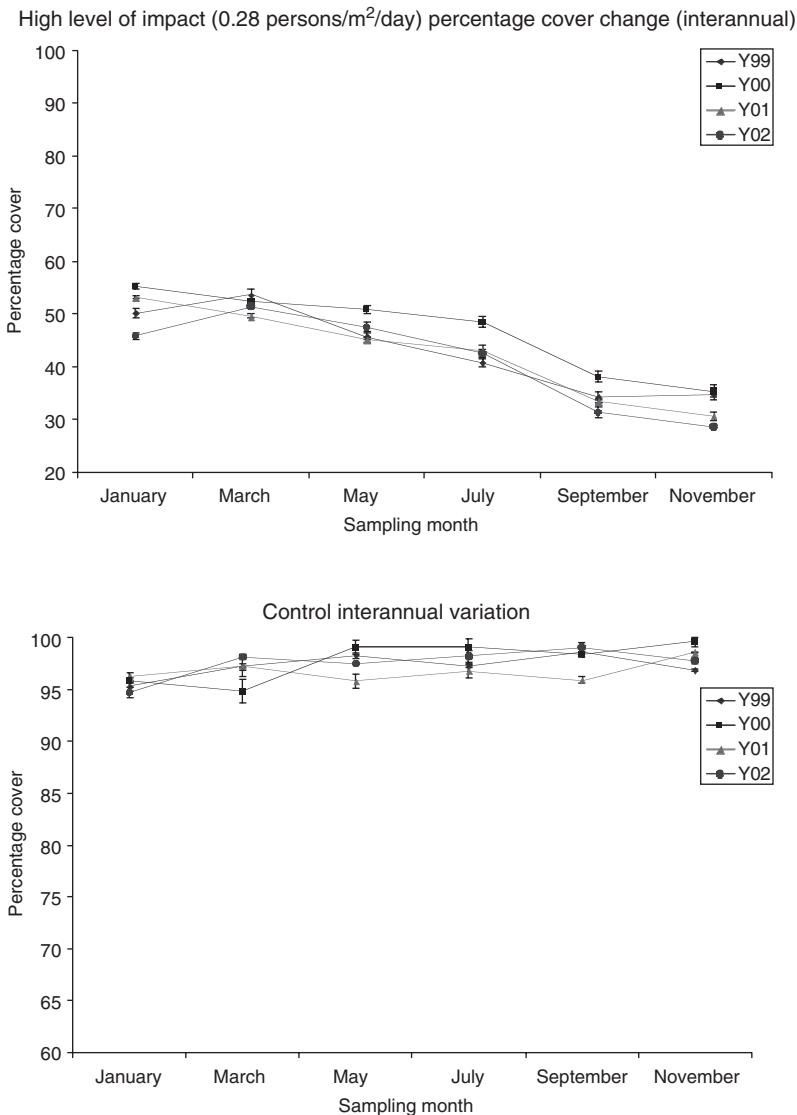 High level of impact (0.28 persons/m²/day) percentage cover change (interannual)
100
90
80
70
60
50
40
30
20
Percentage cover
Y99
Y00
Y01
Y02
January March May July September November
Sampling month
Control interannual variation
100
95
90
85
80
75
70
65
60
Percentage cover
Y99
Y00
Y01
Y02
January March May July September November
Sampling month